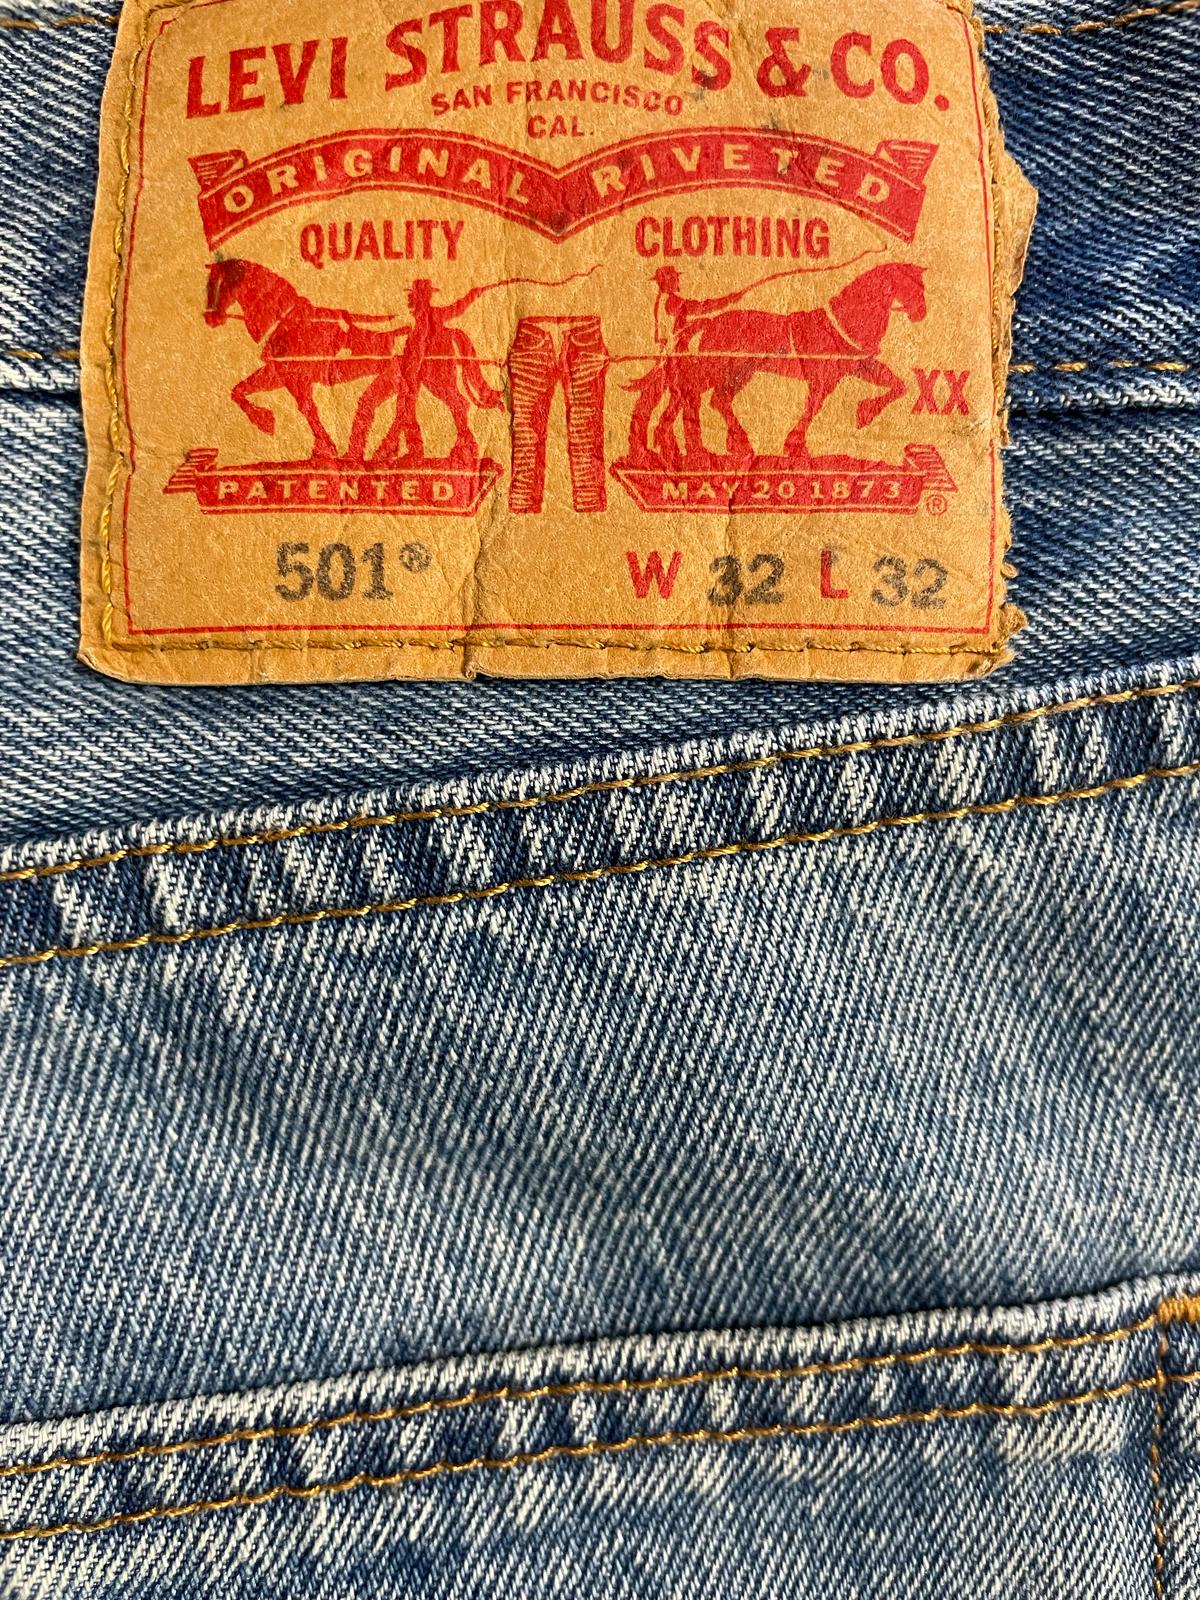 LEVI STRAUSS & CO.
SAN FRANCISCO
CAL.
ORIGINAL RIVETED
QUALITY CLOTHING
XX
PATENTED MAY 20 1873 ®
501® W 32 L 32